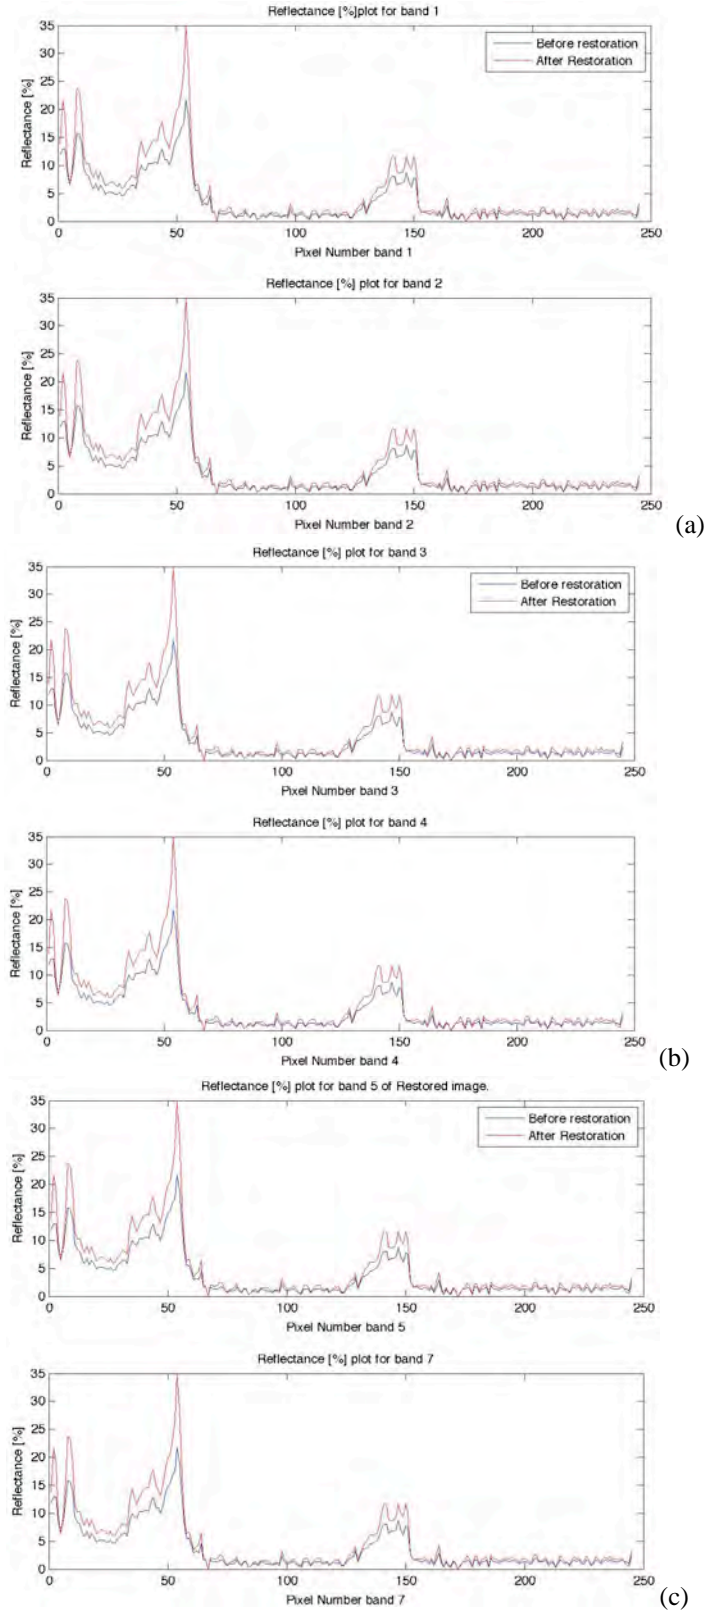 Reflectance [%]plot for band 1
35
30
25
20
15
10
5
0
Reflectance [%]
Before restoration
After Restoration
0 50 100 150 200 250
Pixel Number band 1
Reflectance [%] plot for band 2
35
30
25
20
15
10
5
0
Reflectance [%]
0 50 100 150 200 250
Pixel Number band 2
(a)
Reflectance [%] plot for band 3
35
30
25
20
15
10
5
0
Reflectance [%]
Before restoration
After Restoration
0 50 100 150 200 250
Pixel Number band 3
Reflectance [%] plot for band 4
35
30
25
20
15
10
5
0
Reflectance [%]
0 50 100 150 200 250
Pixel Number band 4
(b)
Reflectance [%] plot for band 5 of Restored image.
35
30
25
20
15
10
5
0
Reflectance [%]
Before restoration
After Restoration
0 50 100 150 200 250
Pixel Number band 5
Reflectance [%] plot for band 7
35
30
25
20
15
10
5
0
Reflectance [%]
0 50 100 150 200 250
Pixel Number band 7
(c)